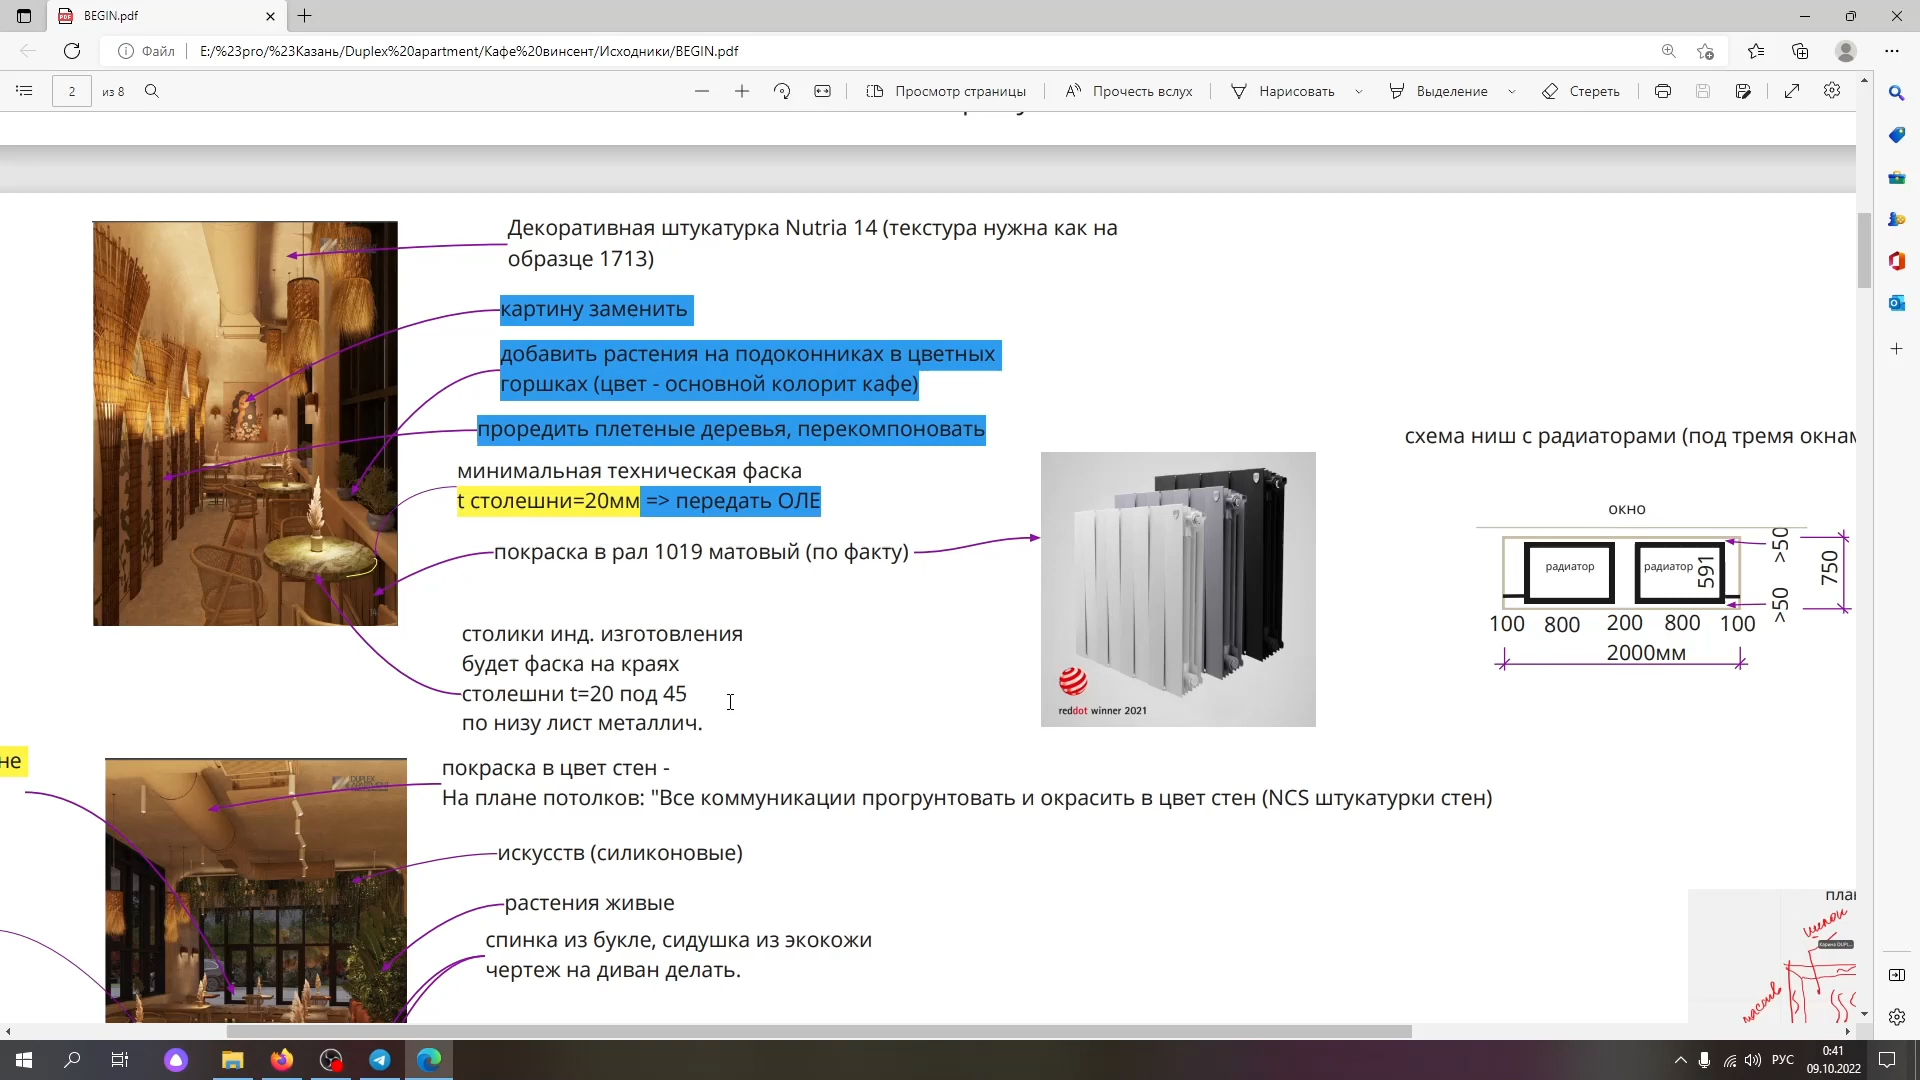 BEGIN.pdf
Файл
E:/%23pro/%23Казань/Duplex%20apartment/Кафе%20винсент/Исходники/BEGIN.pdf
2
из 8
Просмотр страницы
Прочесть вслух
Нарисовать
Выделение
Стереть
Декоративная штукатурка Nutria 14 (текстура нужна как на
образце 1713)
картину заменить
добавить растения на подоконниках в цветных
горшках (цвет - основной колорит кафе)
проредить плетеные деревья, перекомпоновать
минимальная техническая фаска
t столешни=20мм => передать ОЛЕ
покраска в рал 1019 матовый (по факту)
столики инд. изготовления
будет фаска на краях
столешни t=20 под 45
по низу лист металлич.
14
reddot winner 2021
схема ниш с радиаторами (под тремя окнам
окно
радиатор
радиатор
591
>50
>50
750
100 800 200 800 100
2000мм
не
DUPLEX
APARTMENT
покраска в цвет стен -
На плане потолков: "Все коммуникации прогрунтовать и окрасить в цвет стен (NCS штукатурки стен)
искусств (силиконовые)
растения живые
спинка из букле, сидушка из экокожи
чертеж на диван делать.
план
шпон
массив
РУС
0:41
09.10.2022